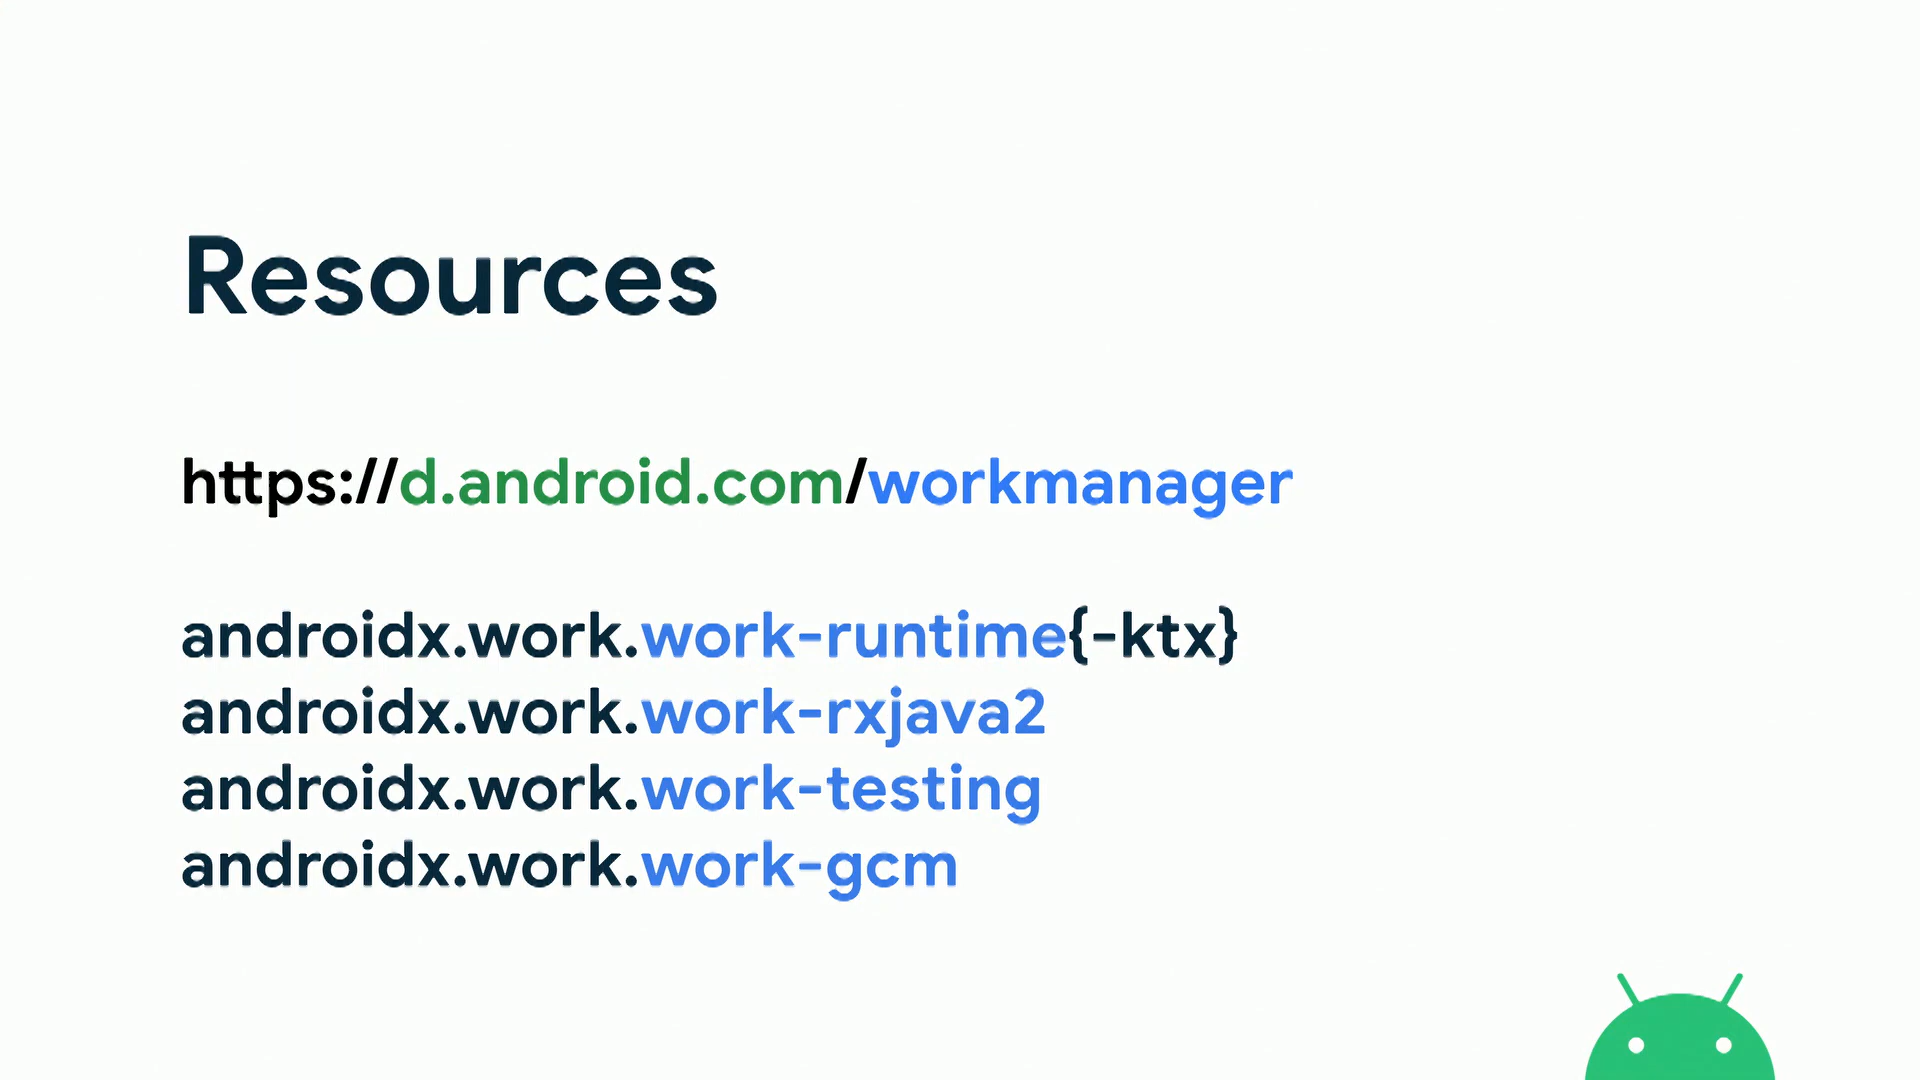 Resources
https://d.android.com/workmanager
androidx.work.work-runtime{-ktx}
androidx.work.work-rxjava2
androidx.work.work-testing
androidx.work.work-gcm